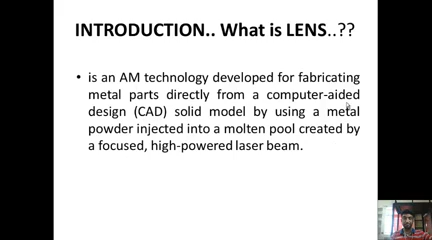 INTRODUCTION.. What is LENS..??
• is an AM technology developed for fabricating
metal parts directly from a computer-aided
design (CAD) solid model by using a metal
powder injected into a molten pool created by
a focused, high-powered laser beam.